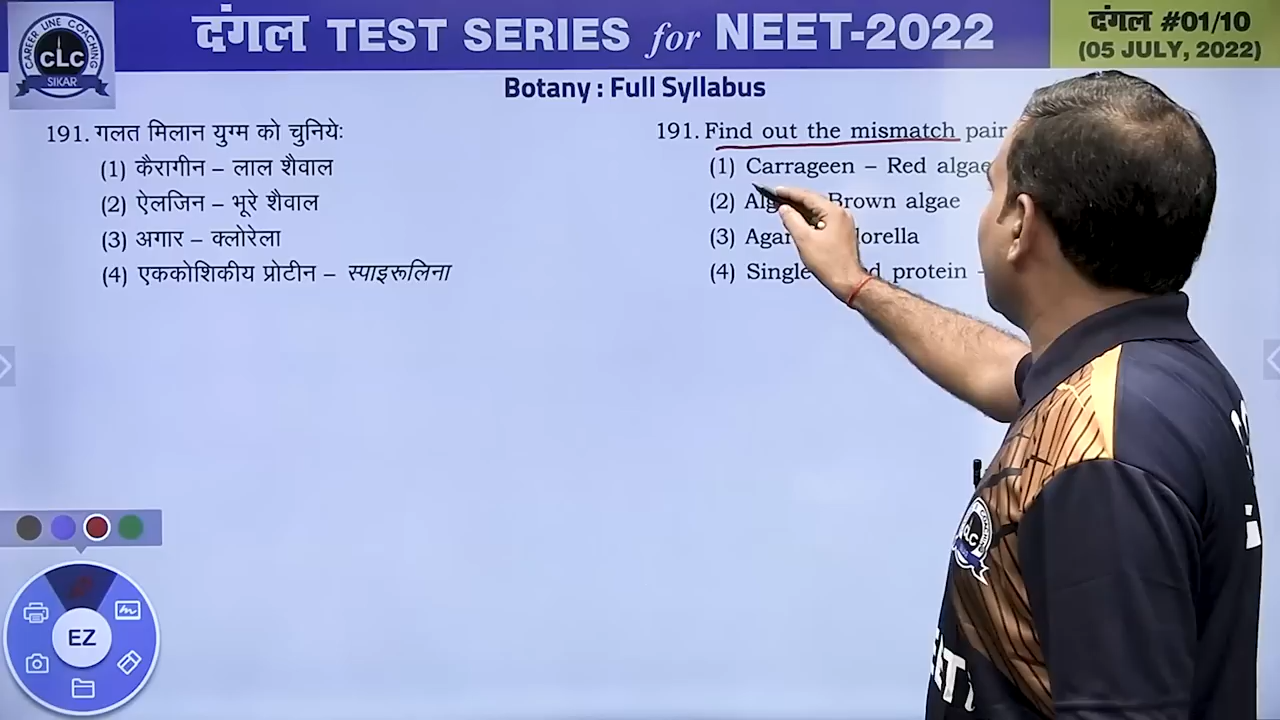 दंगल TEST SERIES for NEET-2022
दंगल #01/10
(05 JULY, 2022)
CAREER LINE COACHING
CLC
SIKAR
Botany : Full Syllabus
191. गलत मिलान युग्म को चुनिये:
(1) कैरागीन – लाल शैवाल
(2) ऐलजिन – भूरे शैवाल
(3) अगार – क्लोरेला
(4) एककोशिकीय प्रोटीन – स्पाइरूलिना
191. Find out the mismatch pair
(1) Carrageen – Red algae
(2) Brown algae
(3) Agar
(4) Single protein –
EZ
CLC